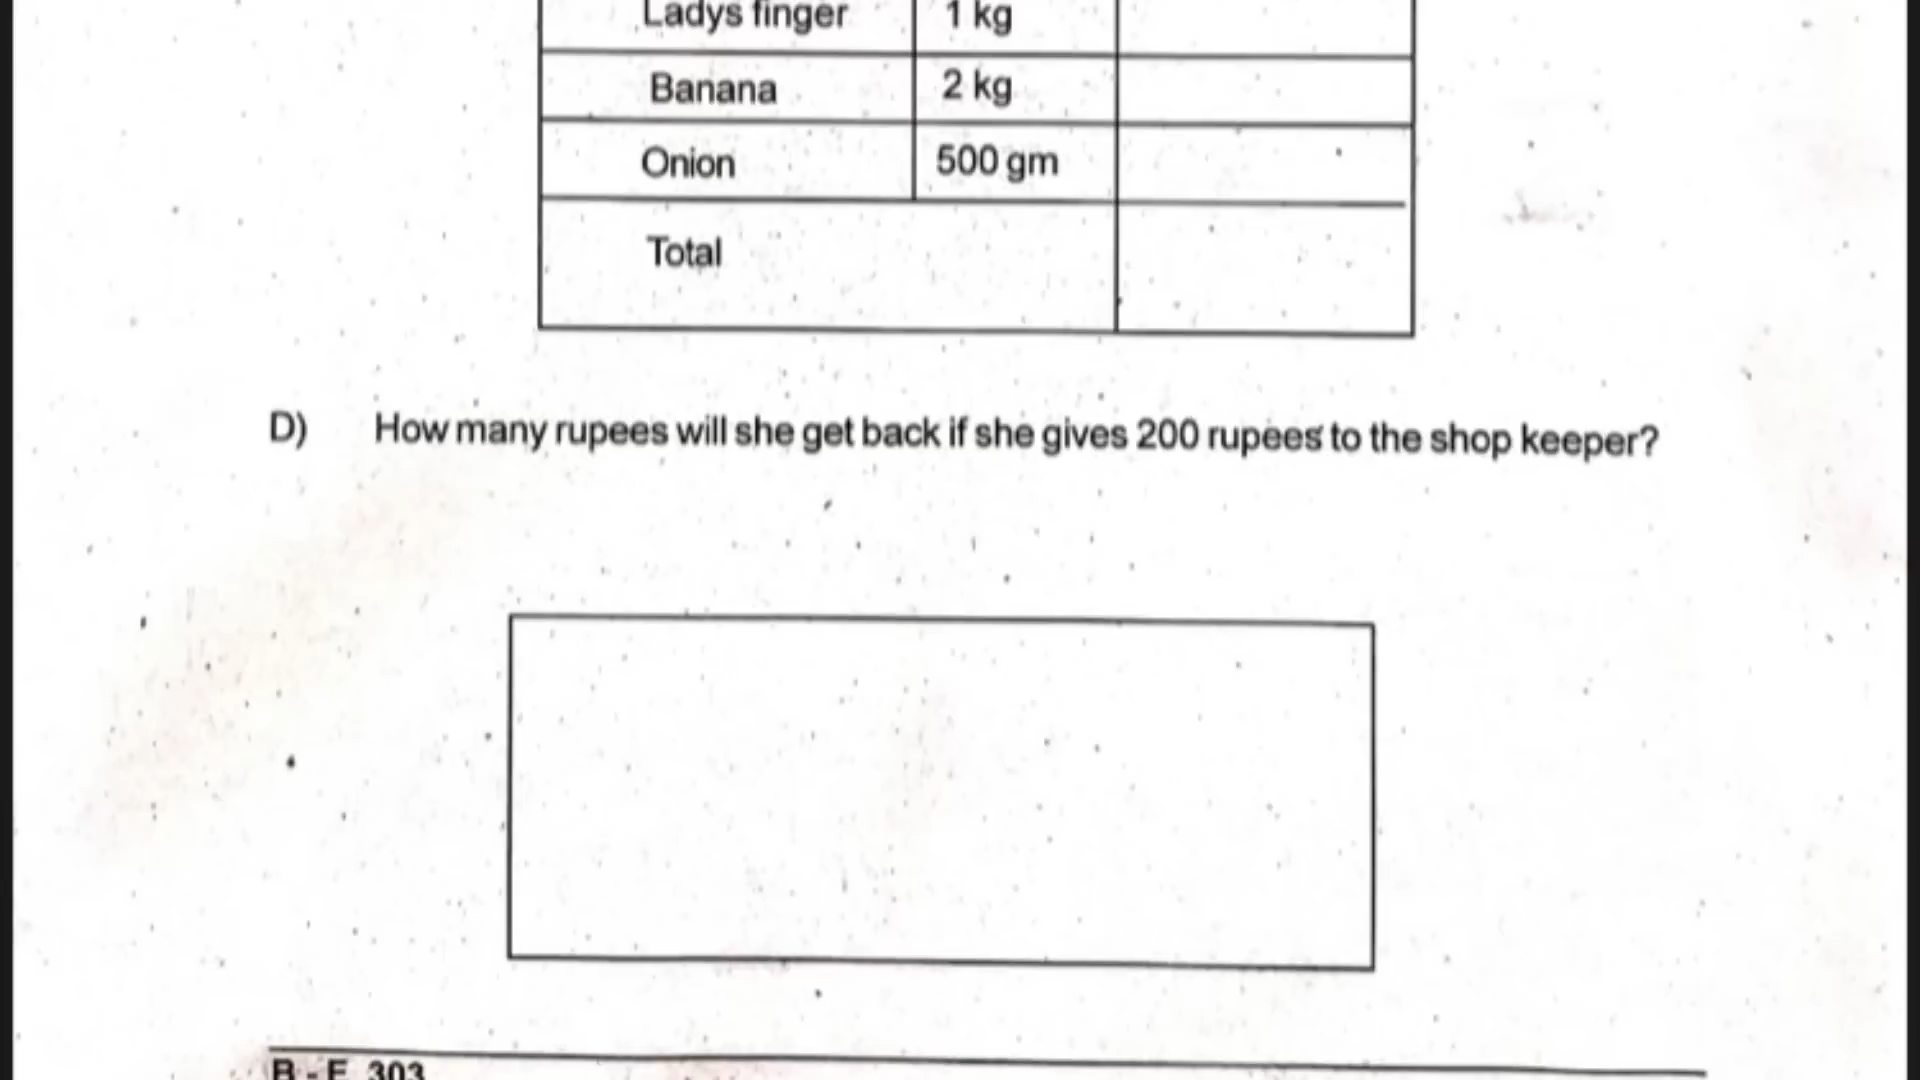 Ladys finger 1 kg
Banana 2 kg
Onion 500 gm
Total
D) How many rupees will she get back if she gives 200 rupees to the shop keeper?
B - E 303